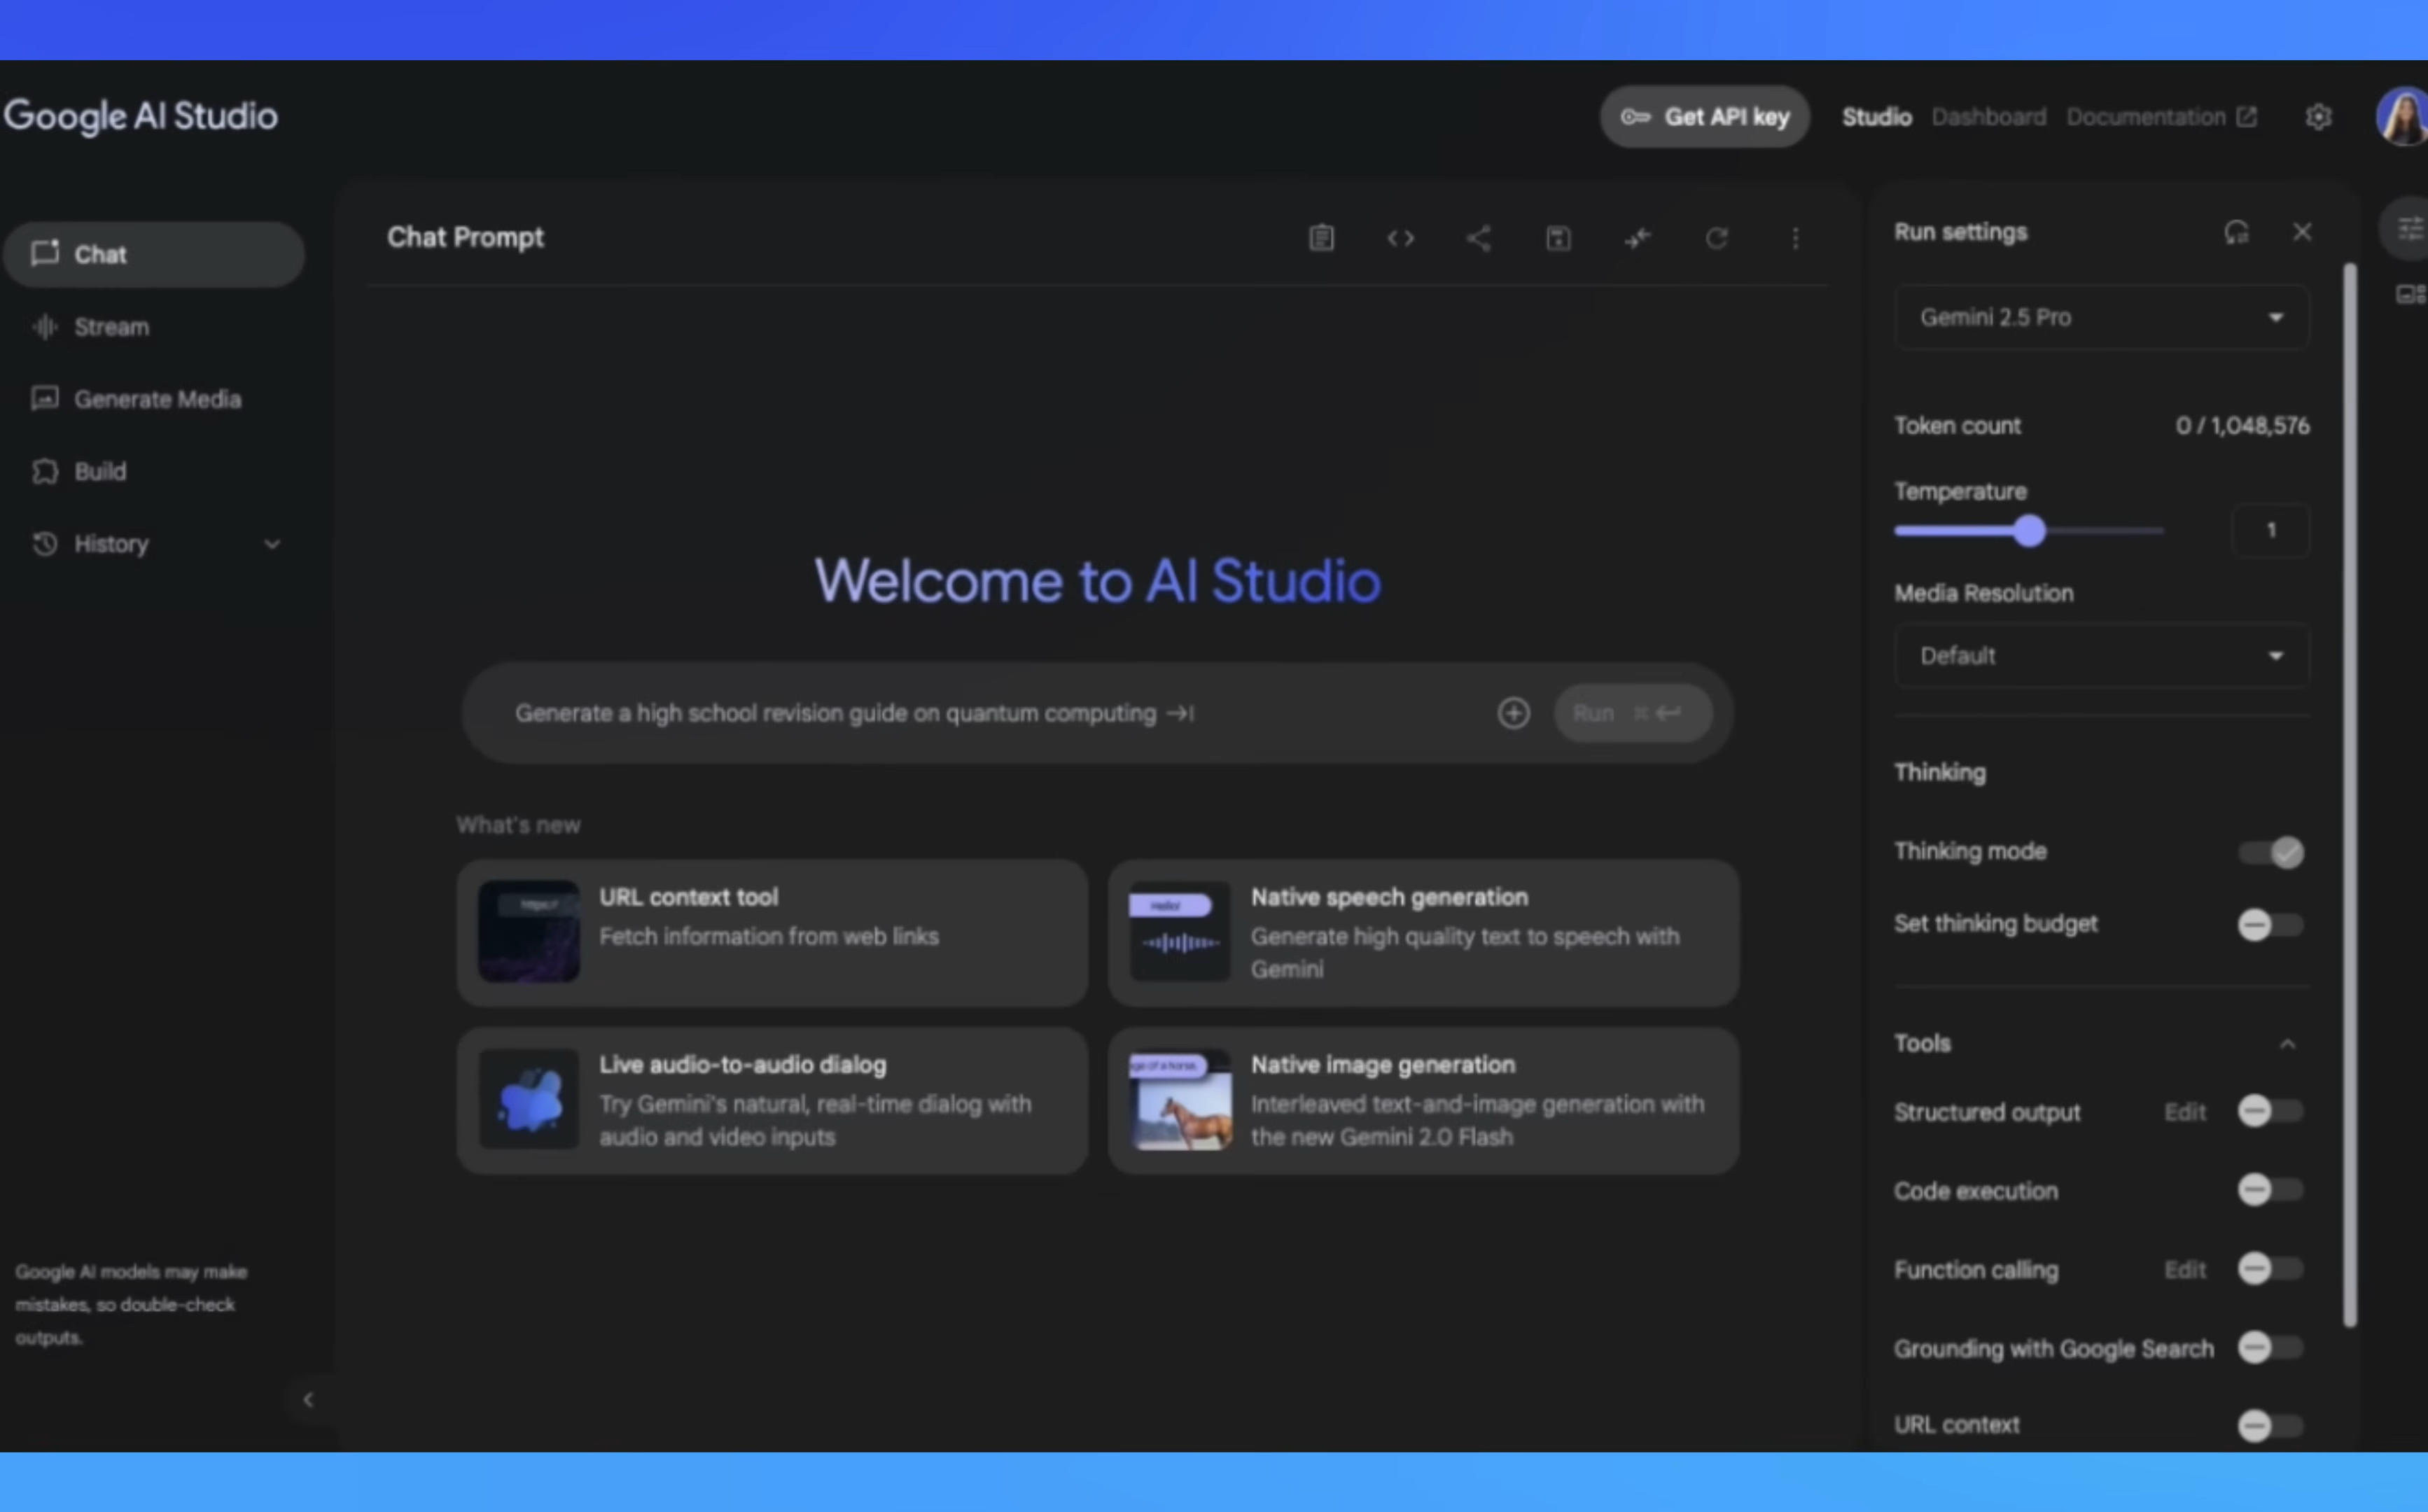 Google AI Studio
Get API key
Studio
Dashboard
Documentation
Chat
Stream
Generate Media
Build
History
Google AI models may make
mistakes, so double-check
outputs.
Chat Prompt
Welcome to AI Studio
Generate a high school revision guide on quantum computing
Run ⌘
What's new
https://
URL context tool
Fetch information from web links
Hello!
Native speech generation
Generate high quality text to speech with
Gemini
Live audio-to-audio dialog
Try Gemini's natural, real-time dialog with
audio and video inputs
of a horse
Native image generation
Interleaved text-and-image generation with
the new Gemini 2.0 Flash
Run settings
Gemini 2.5 Pro
Token count 0 / 1,048,576
Temperature
1
Media Resolution
Default
Thinking
Thinking mode
Set thinking budget
Tools
Structured output Edit
Code execution
Function calling Edit
Grounding with Google Search
URL context